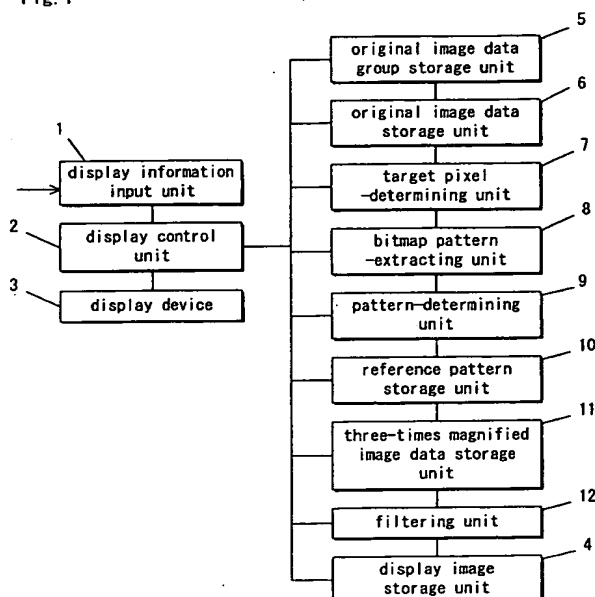 5
original image data
group storage unit
6
original image data
storage unit
1
7
display information
input unit
target pixel
-determining unit
2
8
display control
unit
bitmap pattern
-extracting unit
3
9
display device
pattern-determining
unit
10
reference pattern
storage unit
11
three-times magnified
image data storage
unit
12
filtering unit
4
display image
storage unit